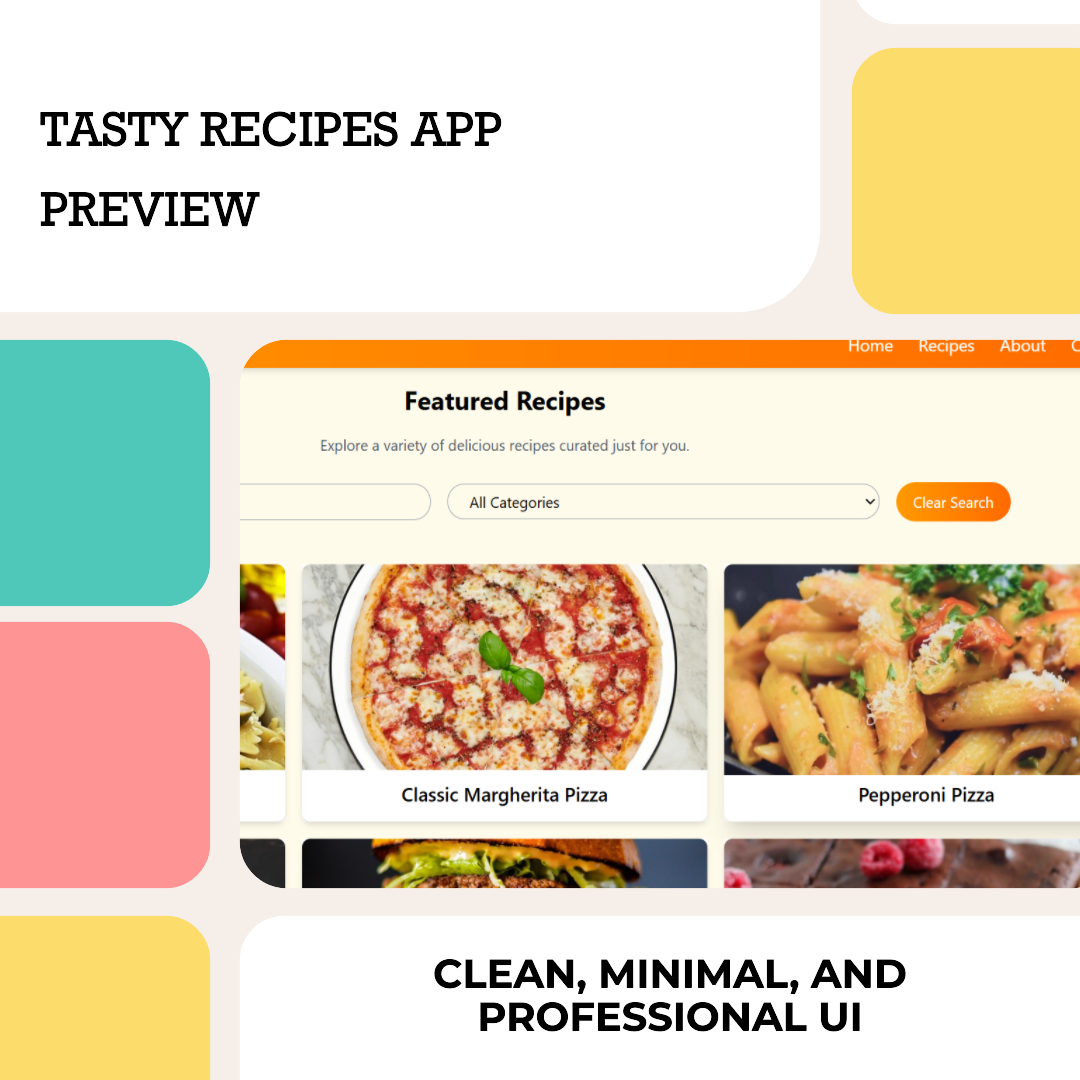 TASTY RECIPES APP
PREVIEW
Home Recipes About
Featured Recipes
Explore a variety of delicious recipes curated just for you.
All Categories
Clear Search
Classic Margherita Pizza
Pepperoni Pizza
CLEAN, MINIMAL, AND
PROFESSIONAL UI